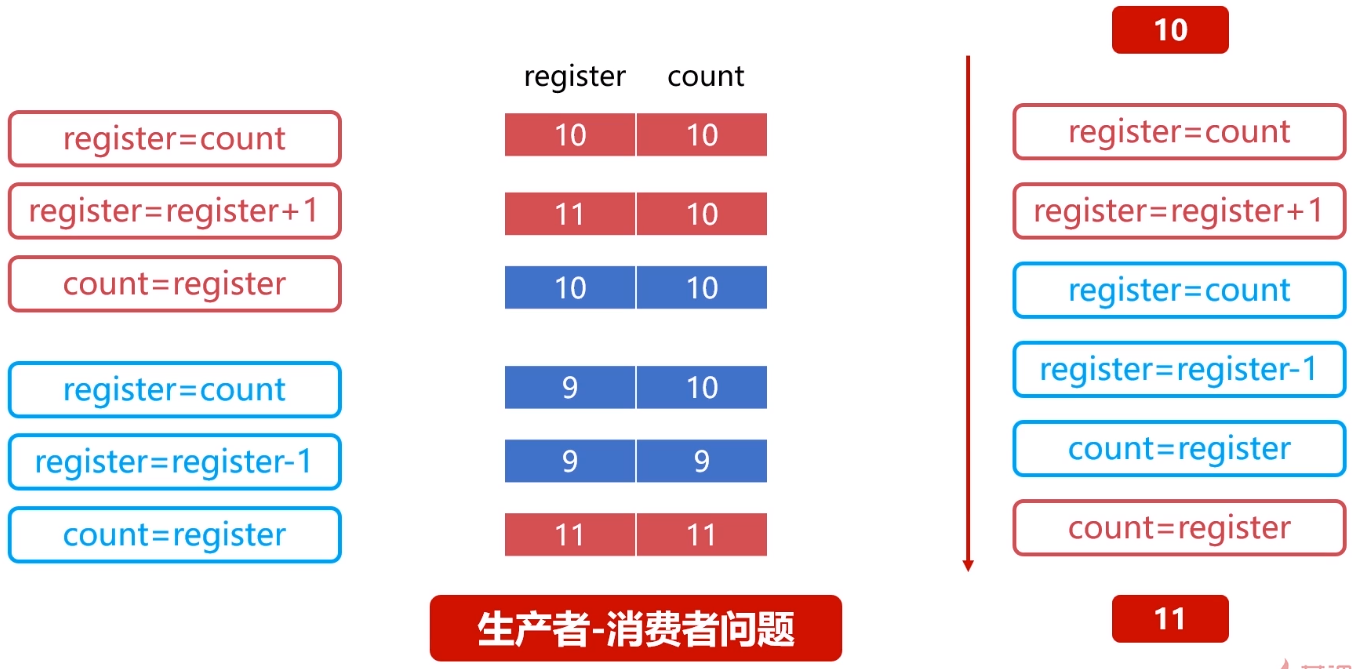 10
register count
register=count
register=register+1
count=register
register=count
register=register-1
count=register
10 10
11 10
10 10
9 10
9 9
11 11
register=count
register=register+1
register=count
register=register-1
count=register
count=register
生产者-消费者问题
11